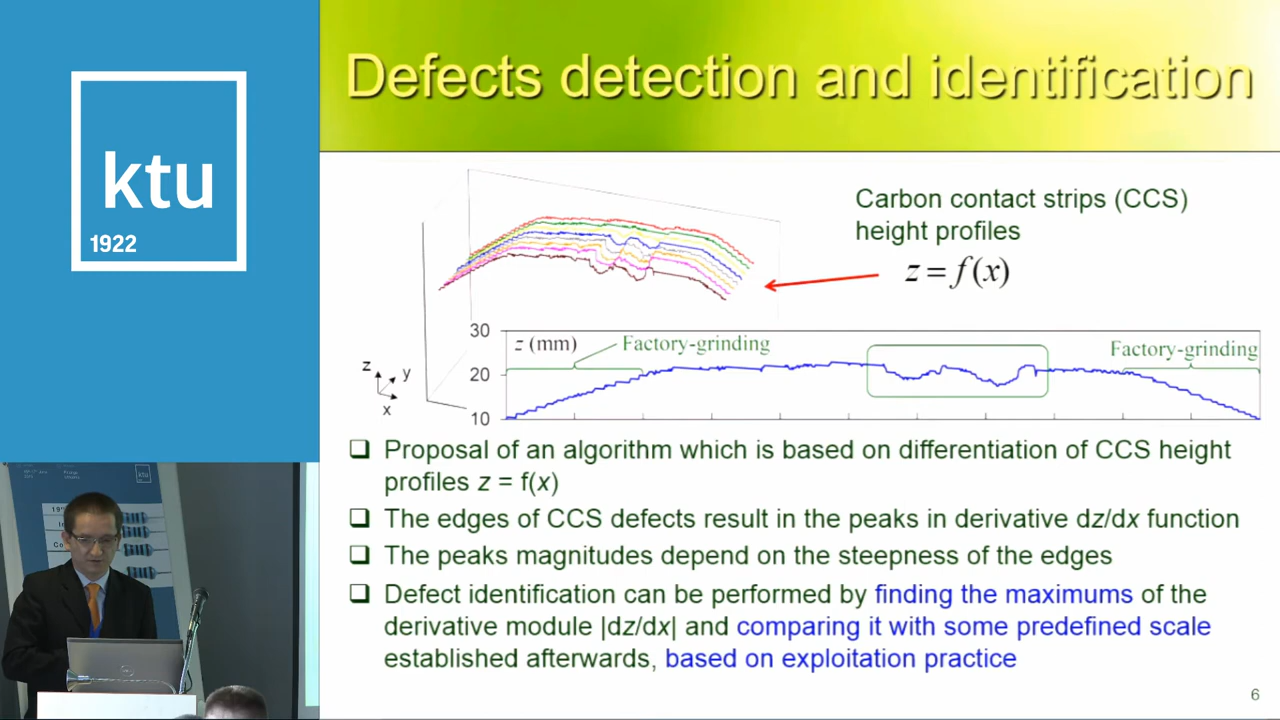 ktu
1922
Defects detection and identification
Carbon contact strips (CCS)
height profiles
z = f(x)
30
z (mm)
Factory-grinding
Factory-grinding
20
10
z
y
x
❑ Proposal of an algorithm which is based on differentiation of CCS height
profiles z = f(x)
❑ The edges of CCS defects result in the peaks in derivative dz/dx function
❑ The peaks magnitudes depend on the steepness of the edges
❑ Defect identification can be performed by finding the maximums of the
derivative module |dz/dx| and comparing it with some predefined scale
established afterwards, based on exploitation practice
6
ktu